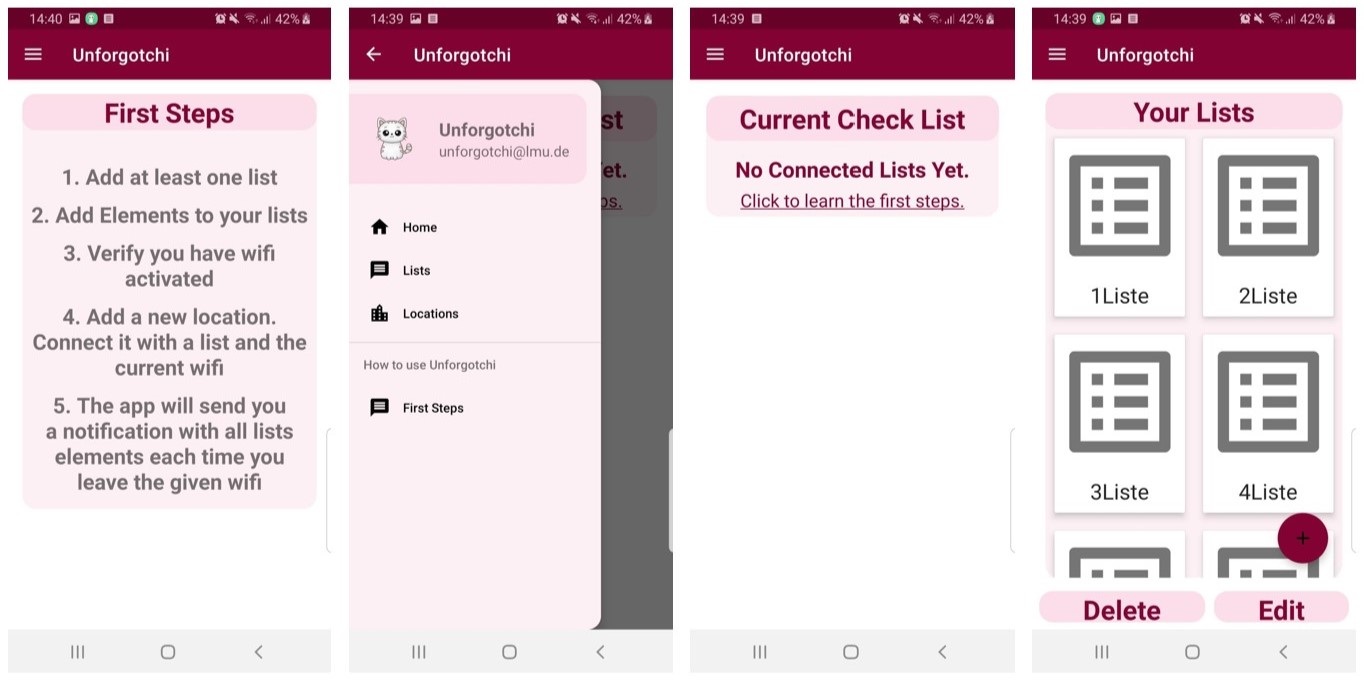 14:40 42%
Unforgotchi
First Steps
1. Add at least one list
2. Add Elements to your lists
3. Verify you have wifi
activated
4. Add a new location.
Connect it with a list and the
current wifi
5. The app will send you
a notification with all lists
elements each time you
leave the given wifi
14:39 42%
Unforgotchi
Unforgotchi
unforgotchi@lmu.de
st
et.
ps.
Home
Lists
Locations
How to use Unforgotchi
First Steps
14:39 42%
Unforgotchi
Current Check List
No Connected Lists Yet.
Click to learn the first steps.
14:39 42%
Unforgotchi
Your Lists
1Liste 2Liste
3Liste 4Liste
+
Delete Edit